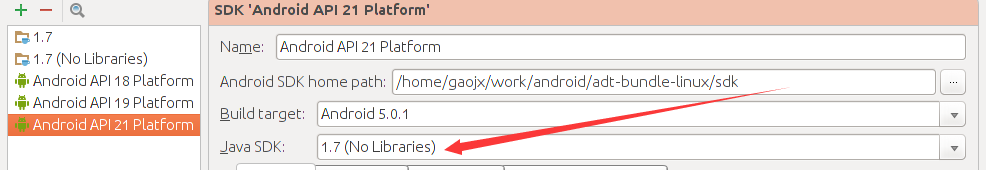 1.7
1.7 (No Libraries)
Android API 18 Platform
Android API 19 Platform
Android API 21 Platform
SDK 'Android API 21 Platform'
Name: Android API 21 Platform
Android SDK home path: /home/gaojx/work/android/adt-bundle-linux/sdk ...
Build target: Android 5.0.1
Java SDK: 1.7 (No Libraries)